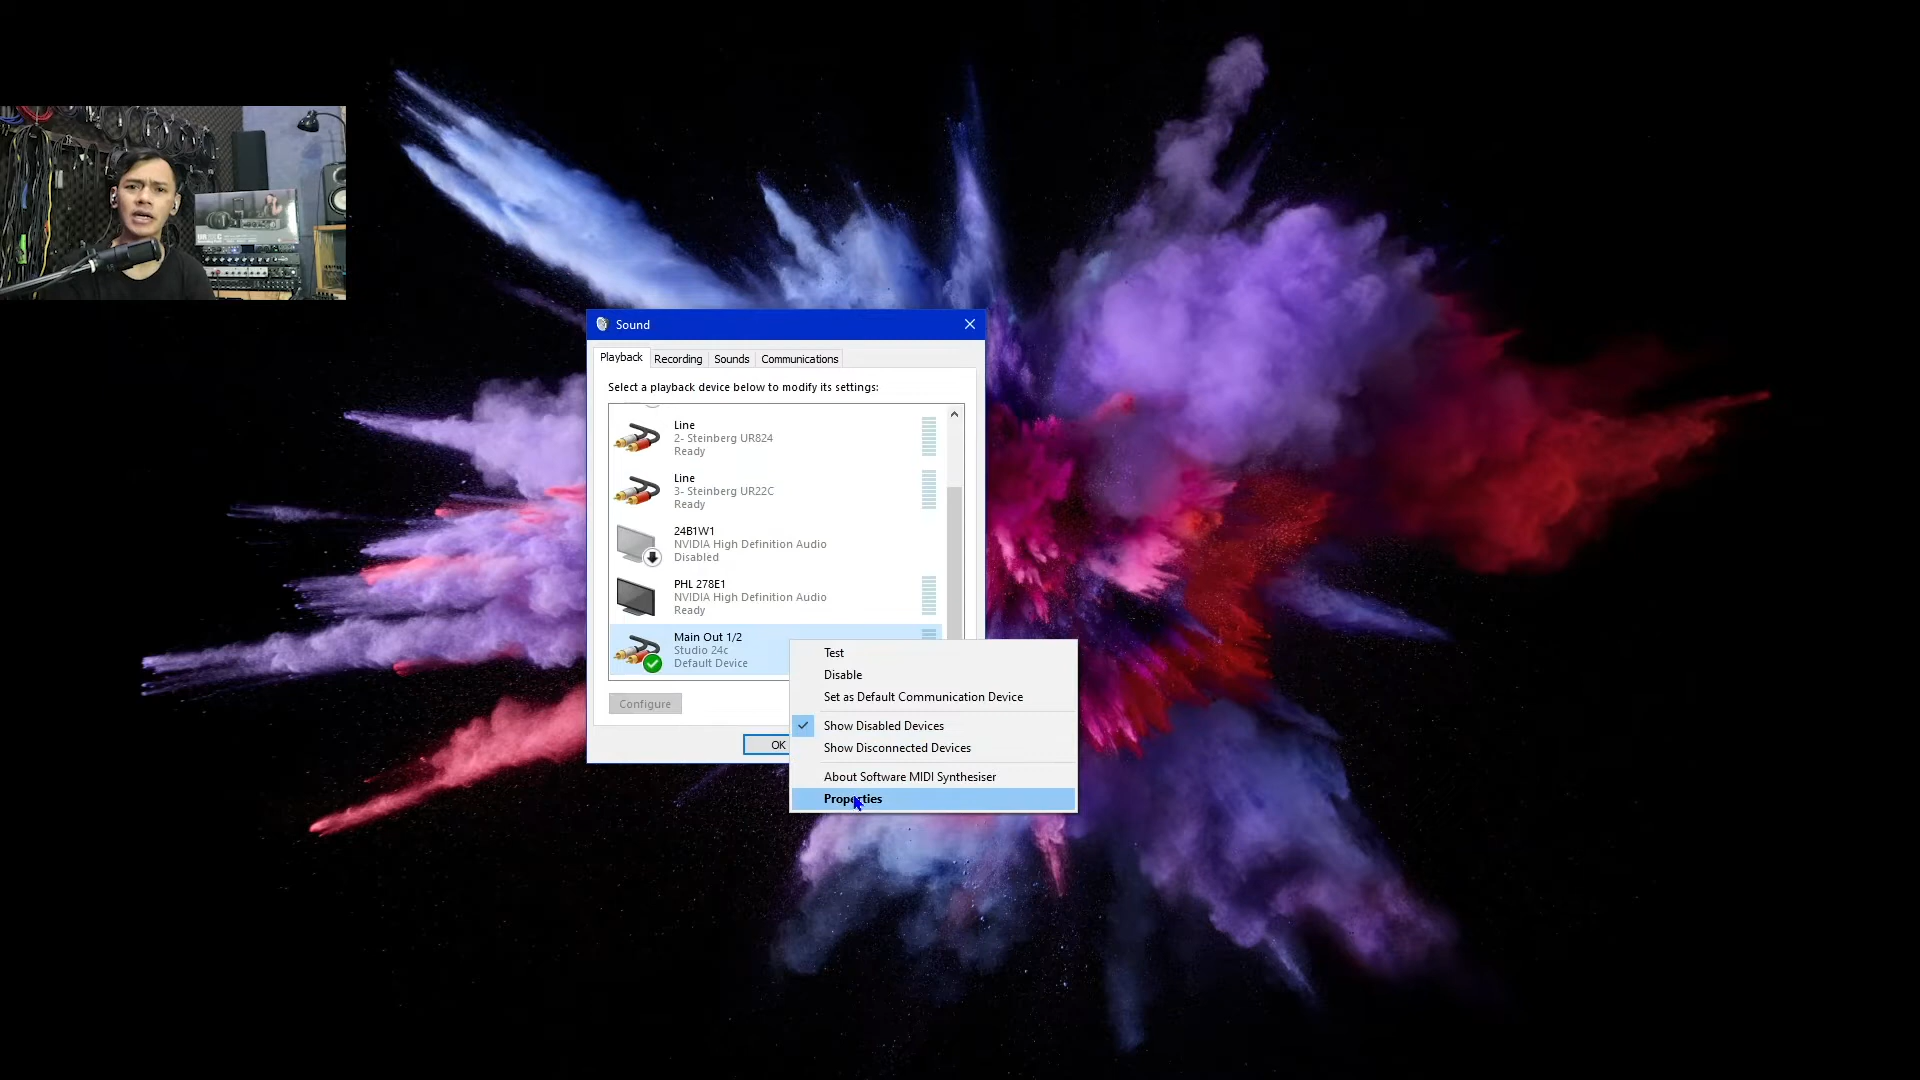 Sound
Playback
Recording
Sounds
Communications
Select a playback device below to modify its settings:
Line
2- Steinberg UR824
Ready
Line
3- Steinberg UR22C
Ready
24B1W1
NVIDIA High Definition Audio
Disabled
PHL 278E1
NVIDIA High Definition Audio
Ready
Main Out 1/2
Studio 24c
Default Device
Configure
OK
Test
Disable
Set as Default Communication Device
Show Disabled Devices
Show Disconnected Devices
About Software MIDI Synthesiser
Properties